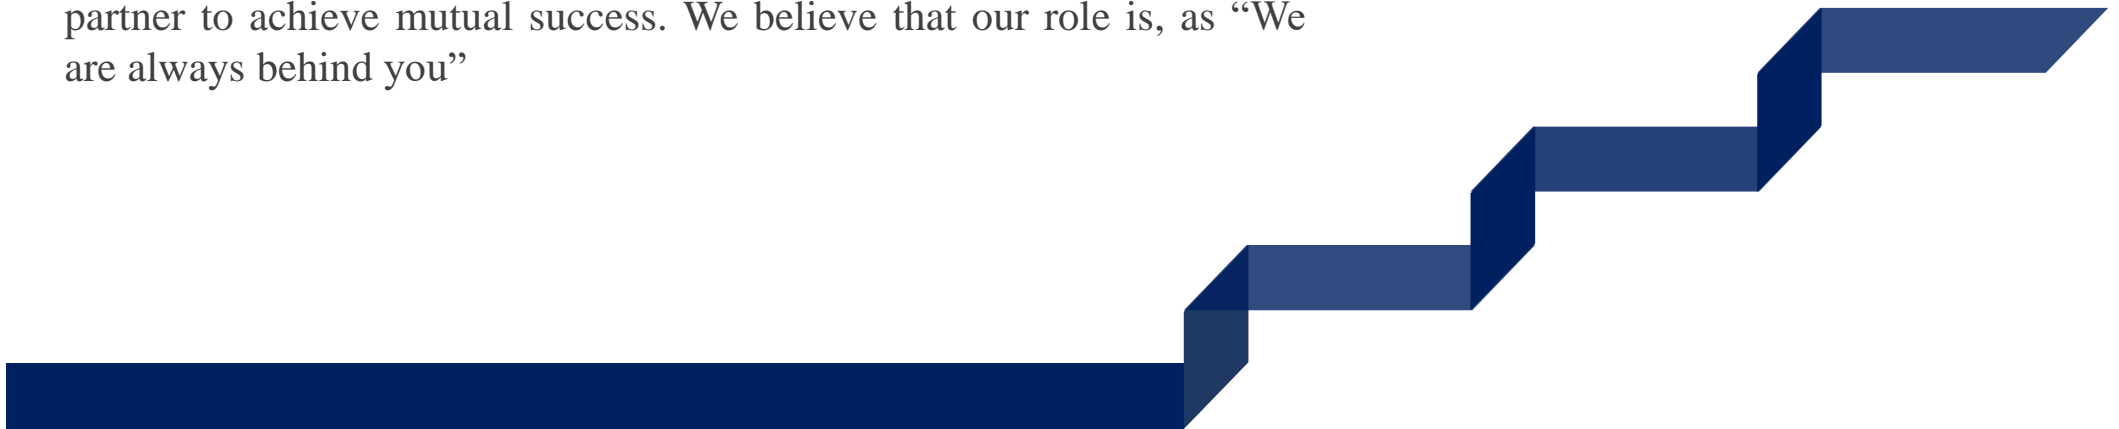 partner to achieve mutual success. We believe that our role is, as “We
are always behind you”